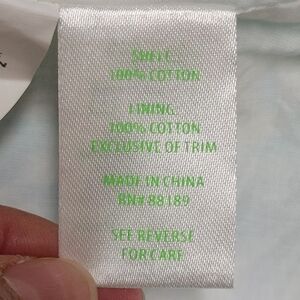 SHELL
100% COTTON
LINING
100% COTTON
EXCLUSIVE OF TRIM
MADE IN CHINA
RN# 88189
SEE REVERSE
FOR CARE